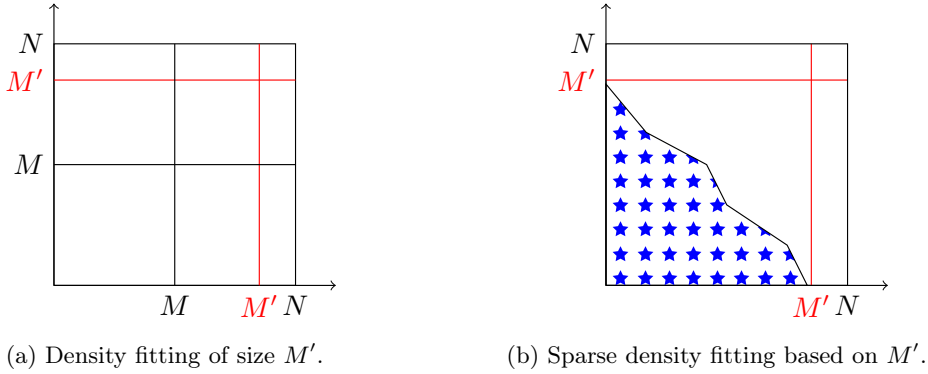 N
M′
M
M
M′ N
(a) Density fitting of size M′.
N
M′
M′
N
(b) Sparse density fitting based on M′.